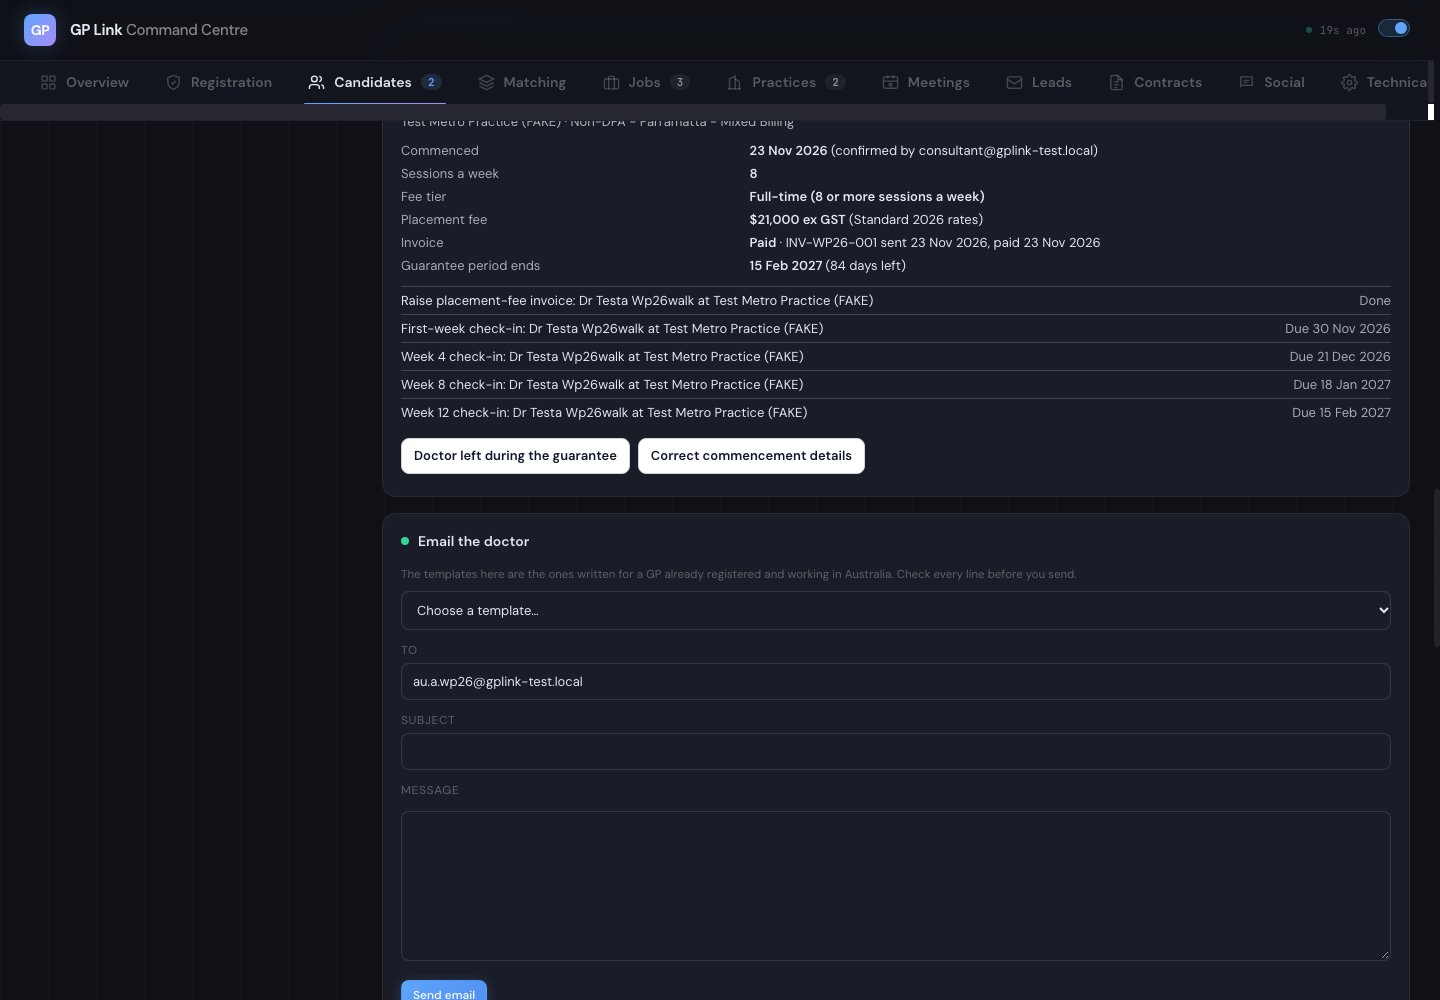 GP
GP Link Command Centre
19s ago
Overview
Registration
Candidates 2
Matching
Jobs 3
Practices 2
Meetings
Leads
Contracts
Social
Technica
Test Metro Practice (FAKE) · Non-DPA - Parramatta - Mixed Billing
Commenced 23 Nov 2026 (confirmed by consultant@gplink-test.local)
Sessions a week 8
Fee tier Full-time (8 or more sessions a week)
Placement fee $21,000 ex GST (Standard 2026 rates)
Invoice Paid · INV-WP26-001 sent 23 Nov 2026, paid 23 Nov 2026
Guarantee period ends 15 Feb 2027 (84 days left)
Raise placement-fee invoice: Dr Testa Wp26walk at Test Metro Practice (FAKE) Done
First-week check-in: Dr Testa Wp26walk at Test Metro Practice (FAKE) Due 30 Nov 2026
Week 4 check-in: Dr Testa Wp26walk at Test Metro Practice (FAKE) Due 21 Dec 2026
Week 8 check-in: Dr Testa Wp26walk at Test Metro Practice (FAKE) Due 18 Jan 2027
Week 12 check-in: Dr Testa Wp26walk at Test Metro Practice (FAKE) Due 15 Feb 2027
Doctor left during the guarantee
Correct commencement details
Email the doctor
The templates here are the ones written for a GP already registered and working in Australia. Check every line before you send.
Choose a template…
TO
au.a.wp26@gplink-test.local
SUBJECT
MESSAGE
Send email